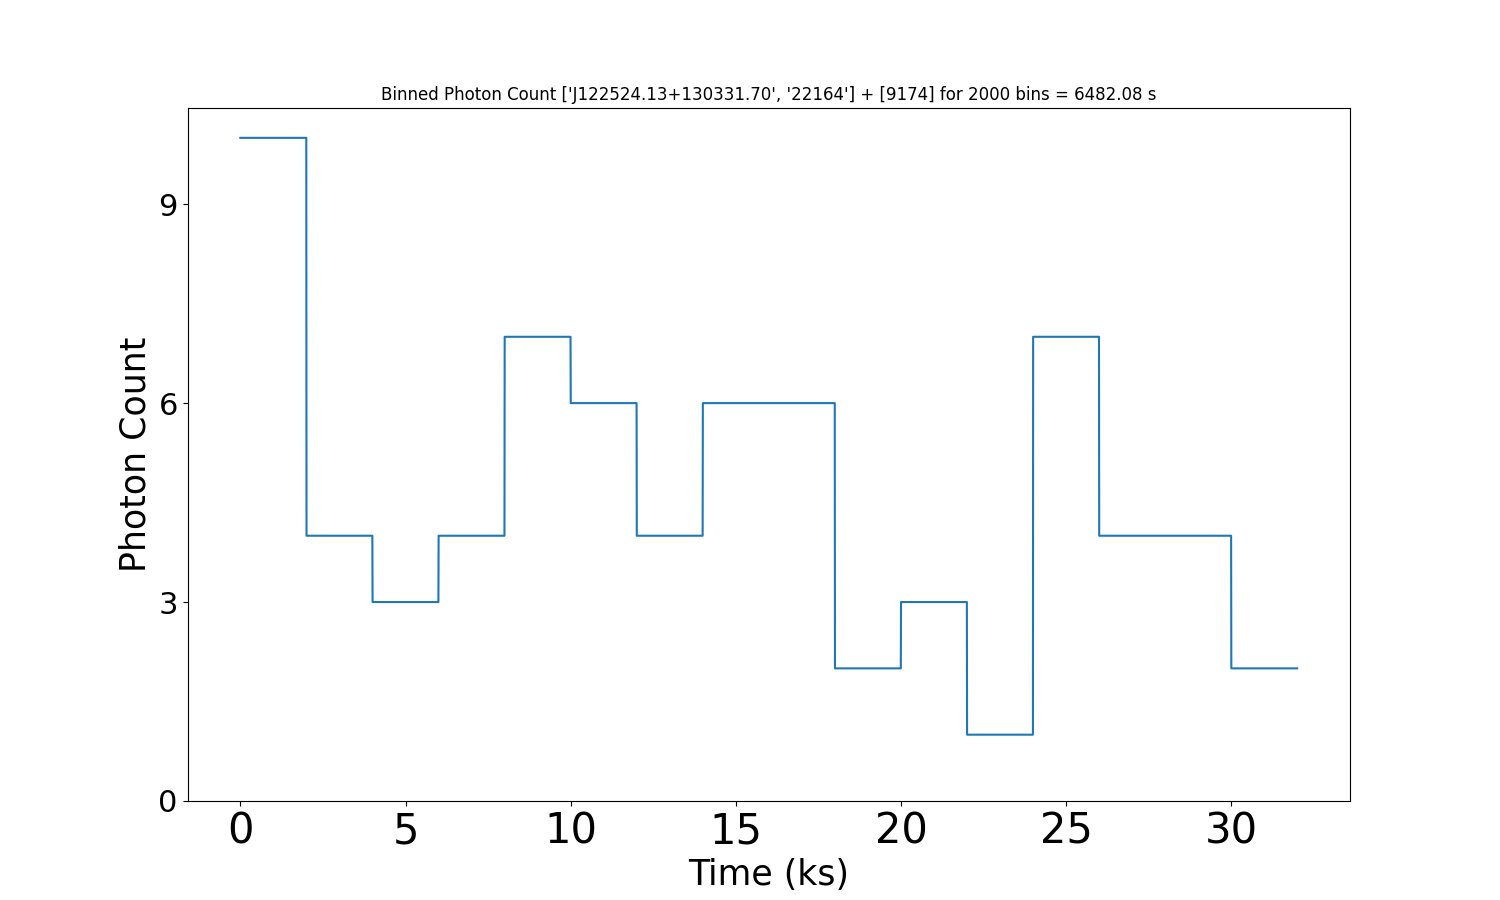 Binned Photon Count ['J122524.13+130331.70', '22164'] + [9174] for 2000 bins = 6482.08 s
Photon Count
9
6
3
0
0 5 10 15 20 25 30
Time (ks)